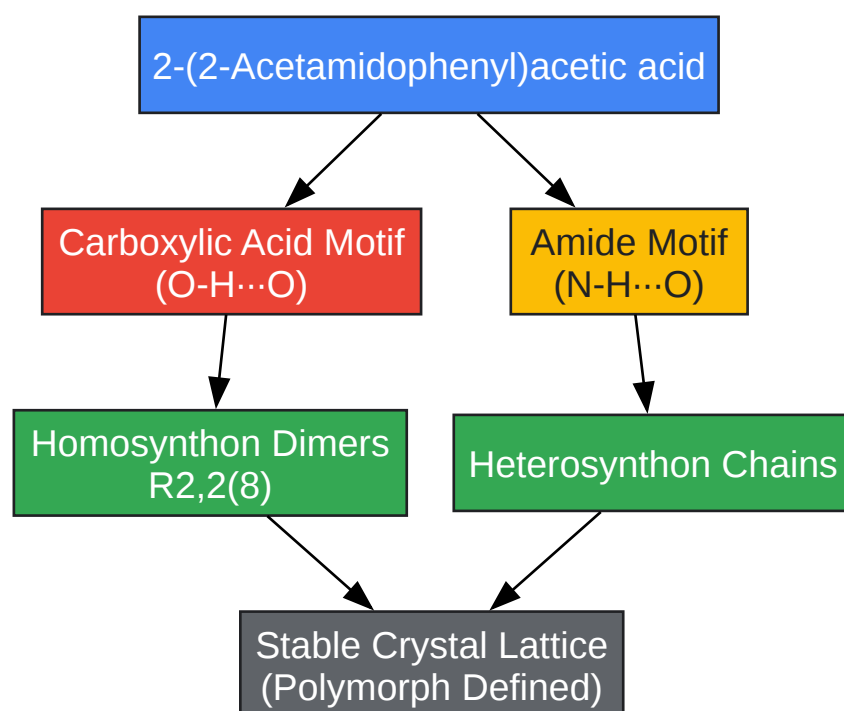 2-(2-Acetamidophenyl)acetic acid
Carboxylic Acid Motif
(O-H···O)
Amide Motif
(N-H···O)
Homosynthon Dimers
R2,2(8)
Heterosynthon Chains
Stable Crystal Lattice
(Polymorph Defined)